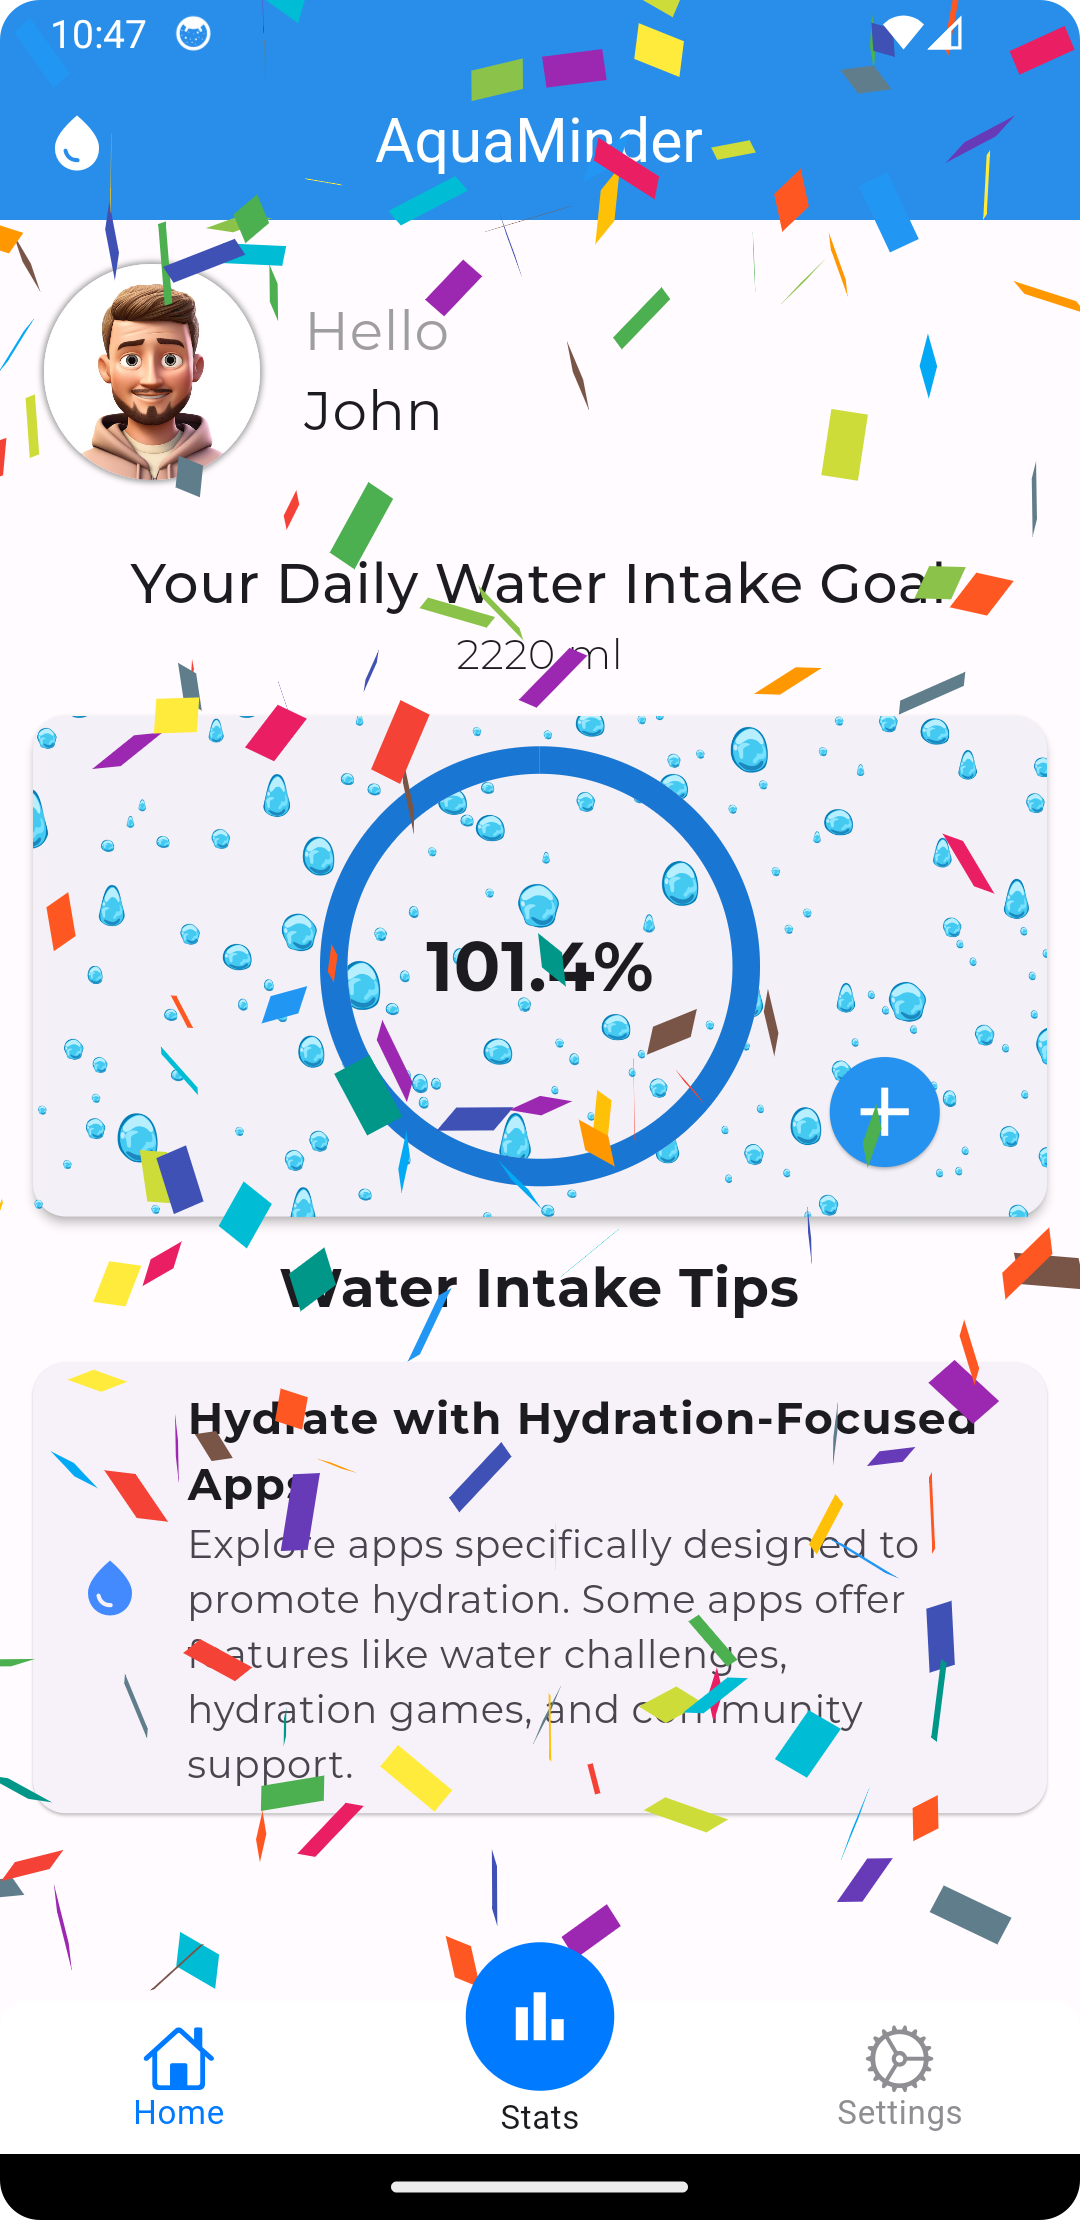 10:47
AquaMinder
Hello
John
Your Daily Water Intake Goal
2220 ml
101.4%
Water Intake Tips
Hydrate with Hydration-Focused
Apps
Explore apps specifically designed to
promote hydration. Some apps offer
features like water challenges,
hydration games, and community
support.
Home
Stats
Settings